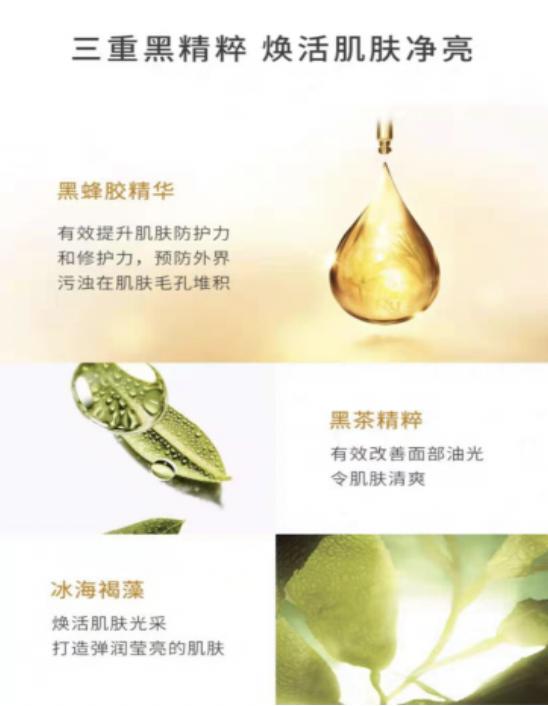 三重黑精粹 焕活肌肤净亮
黑蜂胶精华
有效提升肌肤防护力
和修护力，预防外界
污浊在肌肤毛孔堆积
黑茶精粹
有效改善面部油光
令肌肤清爽
冰海褐藻
焕活肌肤光采
打造弹润莹亮的肌肤